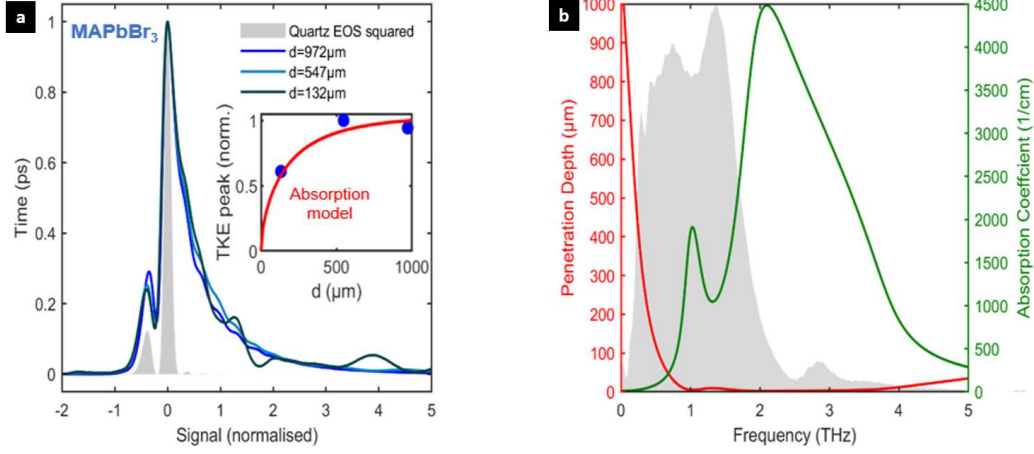 a
MAPbBr3
Quartz EOS squared
d=972μm
d=547μm
d=132μm
TKE peak (norm.)
1
0.5
0
Absorption
model
0
500
1000
d (μm)
Time (ps)
1
0.8
0.6
0.4
0.2
0
-2
-1
0
1
2
3
4
5
Signal (normalised)
b
Penetration Depth (μm)
1000
900
800
700
600
500
400
300
200
100
0
0
1
2
3
4
5
Frequency (THz)
4500
4000
3500
3000
2500
2000
1500
1000
500
0
Absorption Coeffcient (1/cm)